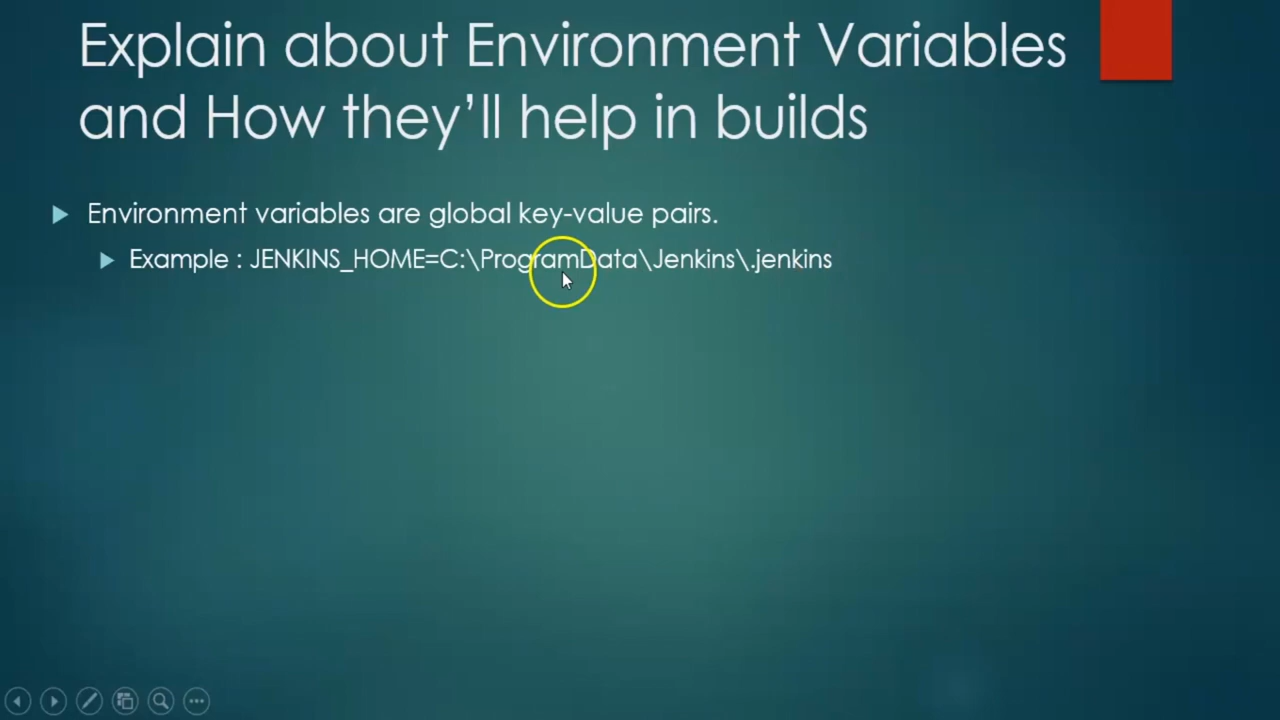 Explain about Environment Variables
and How they'll help in builds
Environment variables are global key-value pairs.
Example : JENKINS_HOME=C:\ProgramData\Jenkins\.jenkins